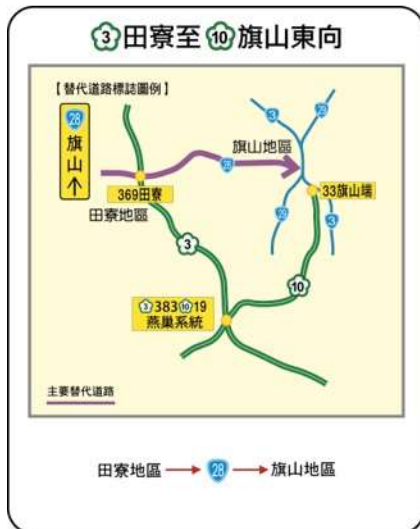 3田寮至10旗山東向
【替代道路標誌圖例】
28
旗山
↑
3
29
旗山地區
28
369田寮
33旗山端
田寮地區
29
3
3
10
3 383 10 19
燕巢系統
主要替代道路
田寮地區 → 28 → 旗山地區